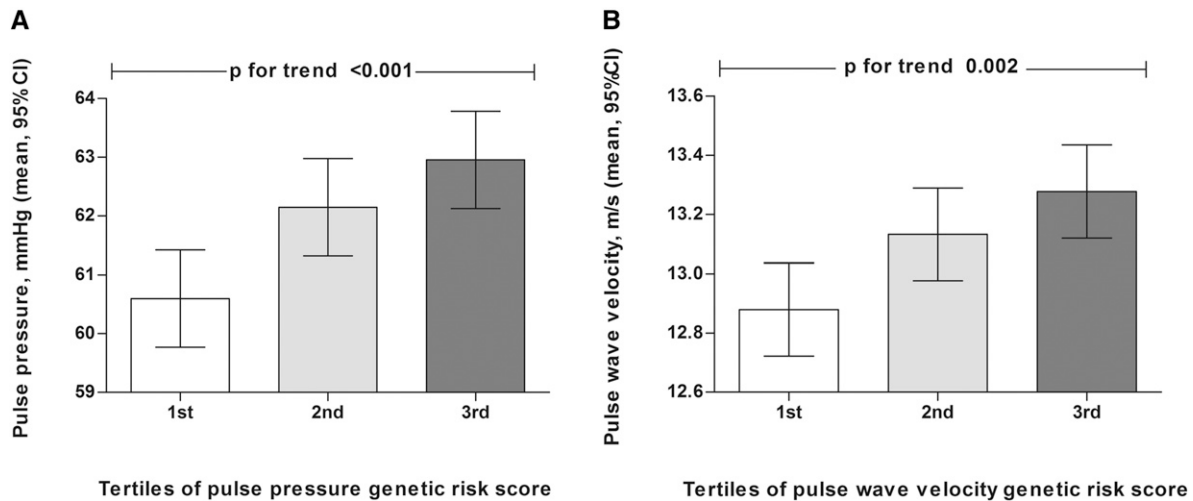 A
Pulse pressure, mmHg (mean, 95% CI)
p for trend <0.001
64
63
62
61
60
59
1st
2nd
3rd
Tertiles of pulse pressure genetic risk score
B
Pulse wave velocity, m/s (mean, 95%CI)
p for trend 0.002
13.6
13.4
13.2
13.0
12.8
12.6
1st
2nd
3rd
Tertiles of pulse wave velocity genetic risk score